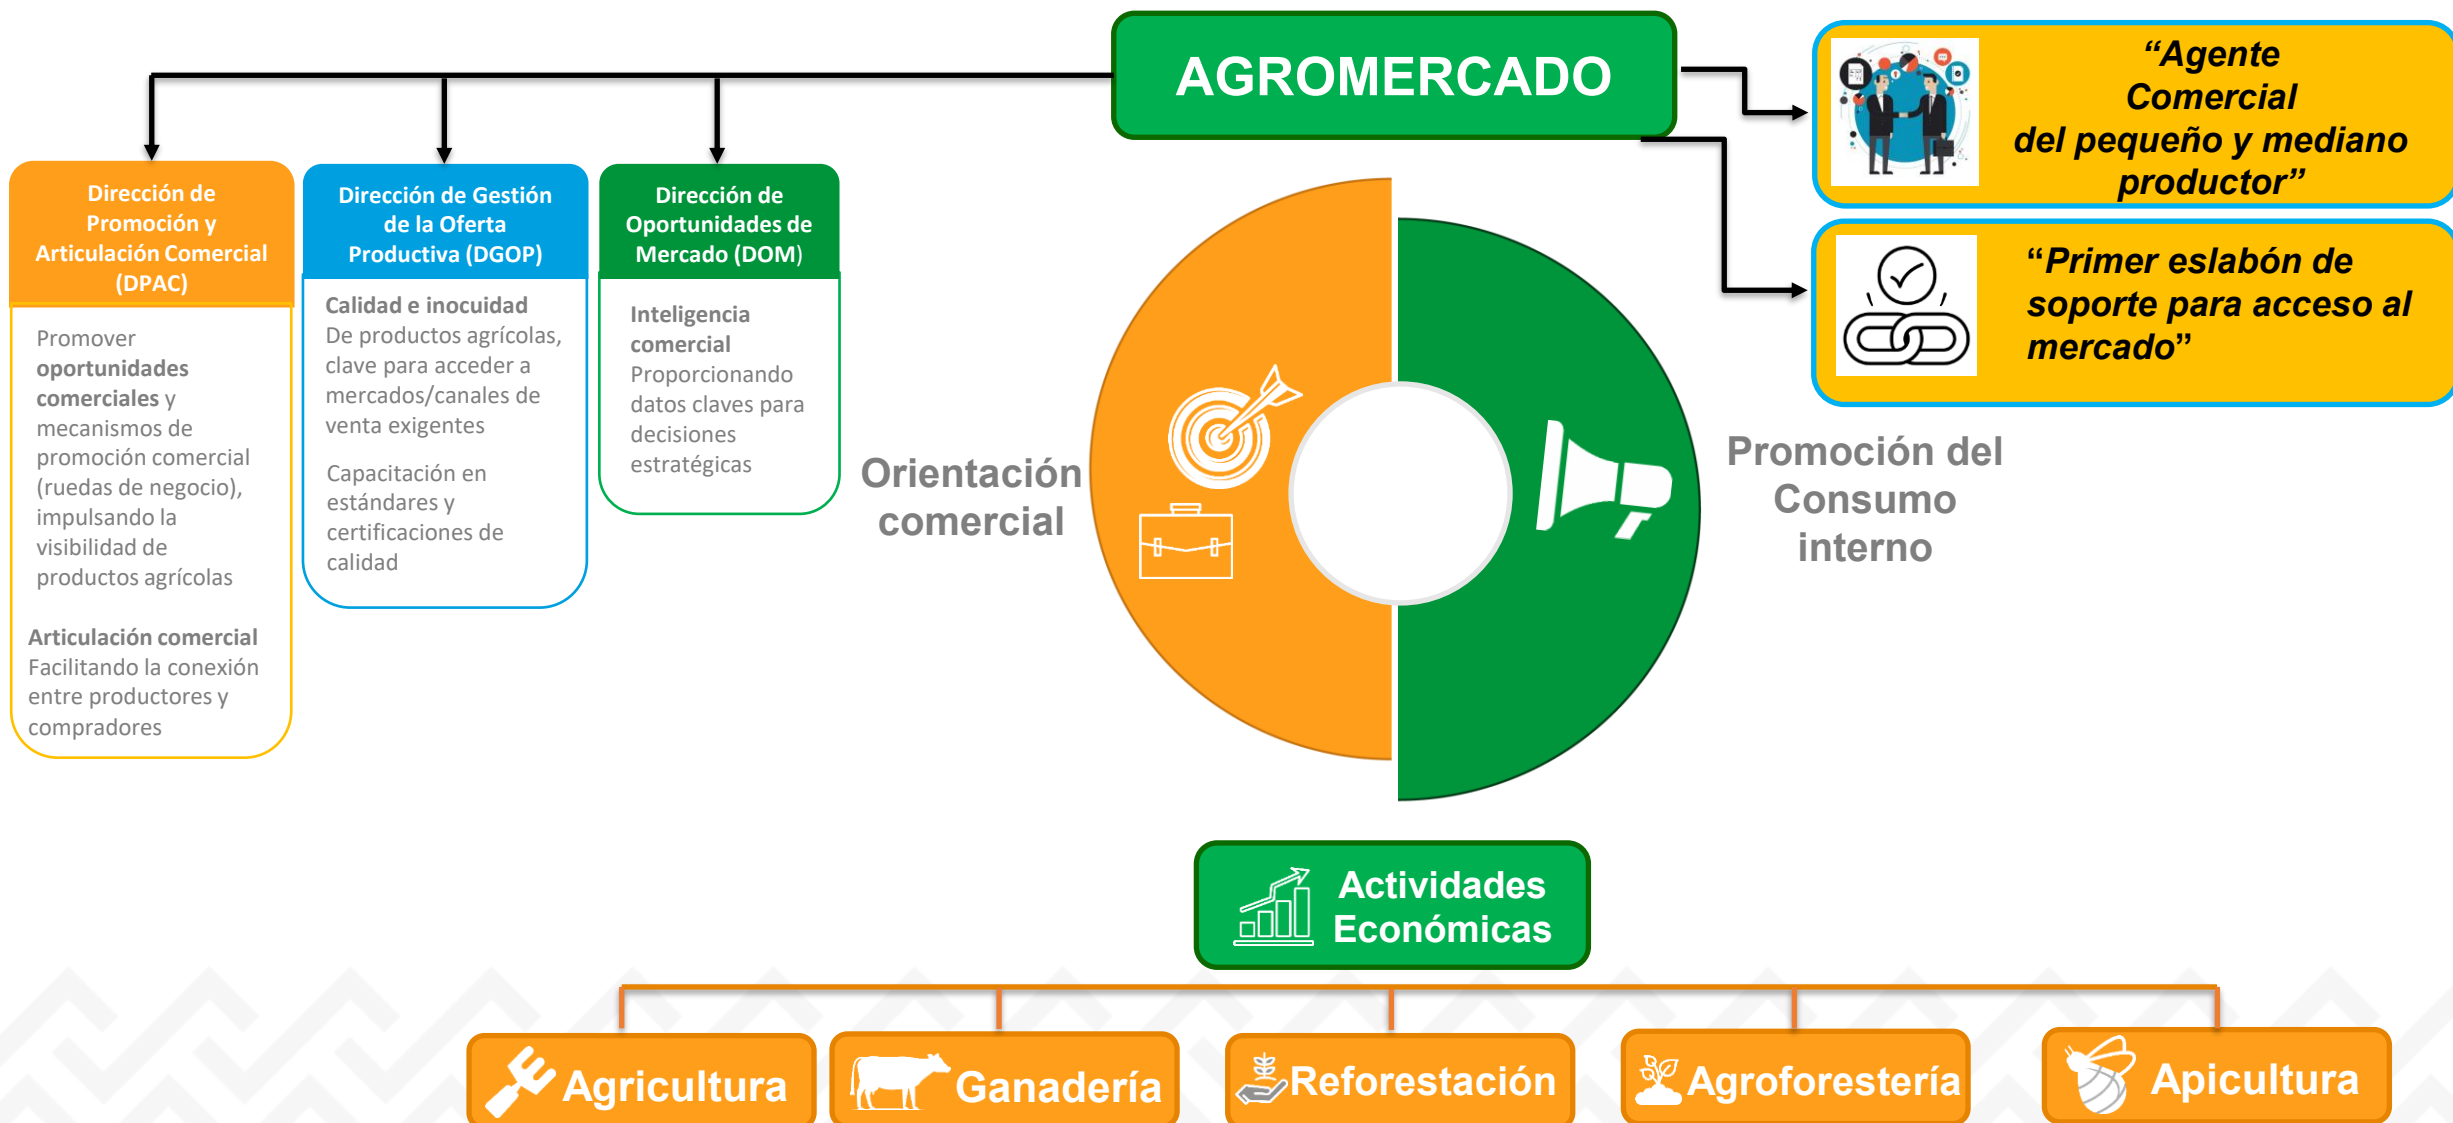 AGROMERCADO
“Agente
Comercial
del pequeño y mediano
productor”
“Primer eslabón de
soporte para acceso al
mercado”
Dirección de
Promoción y
Articulación Comercial
(DPAC)
Promover
oportunidades
comerciales y
mecanismos de
promoción comercial
(ruedas de negocio),
impulsando la
visibilidad de
productos agrícolas
Articulación comercial
Facilitando la conexión
entre productores y
compradores
Dirección de Gestión
de la Oferta
Productiva (DGOP)
Calidad e inocuidad
De productos agrícolas,
clave para acceder a
mercados/canales de
venta exigentes
Capacitación en
estándares y
certificaciones de
calidad
Dirección de
Oportunidades de
Mercado (DOM)
Inteligencia
comercial
Proporcionando
datos claves para
decisiones
estratégicas
Orientación
comercial
Promoción del
Consumo
interno
Actividades
Económicas
Agricultura
Ganadería
Reforestación
Agroforestería
Apicultura